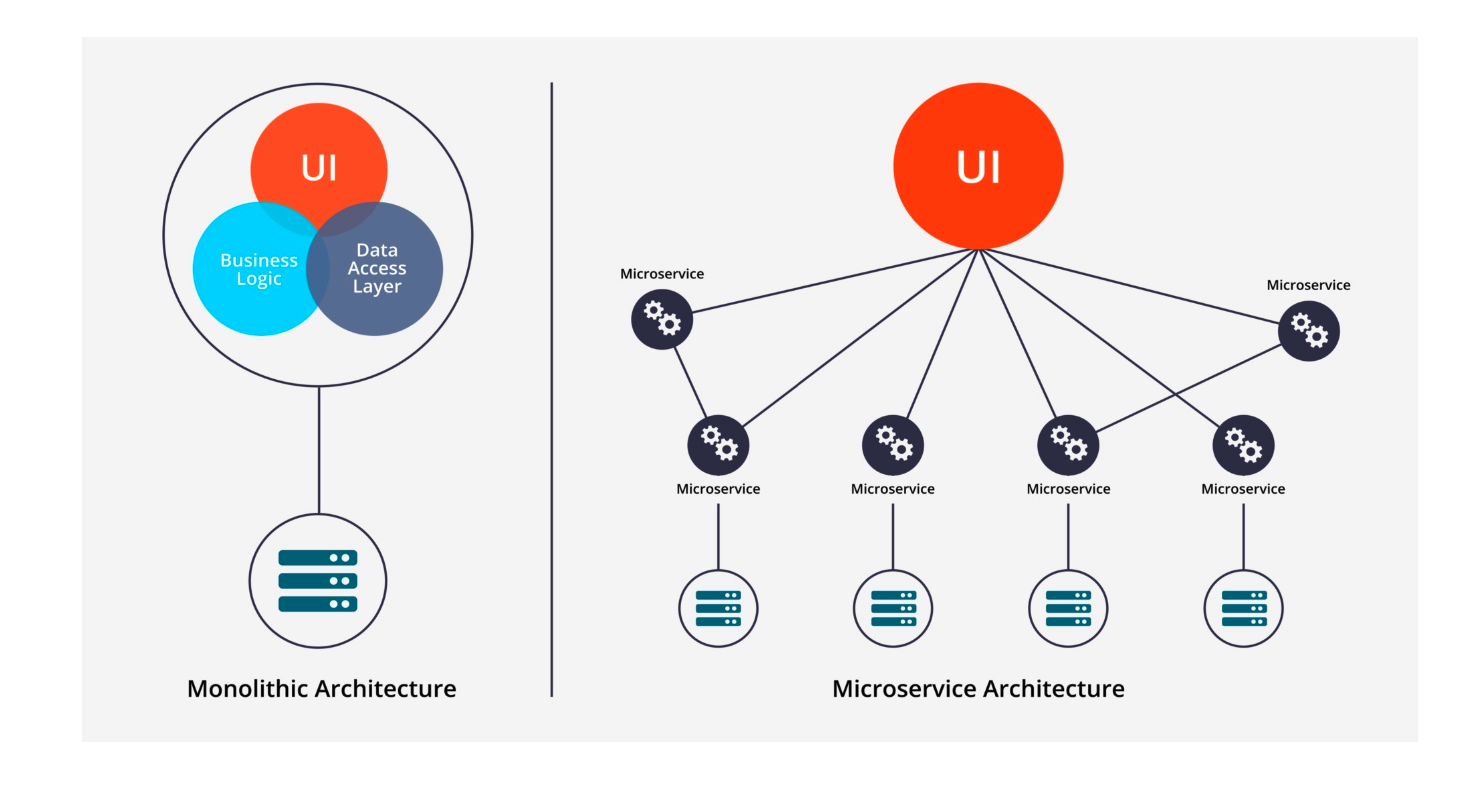 UI
Business
Logic
Data
Access
Layer
Monolithic Architecture
UI
Microservice
Microservice
Microservice
Microservice
Microservice
Microservice
Microservice Architecture